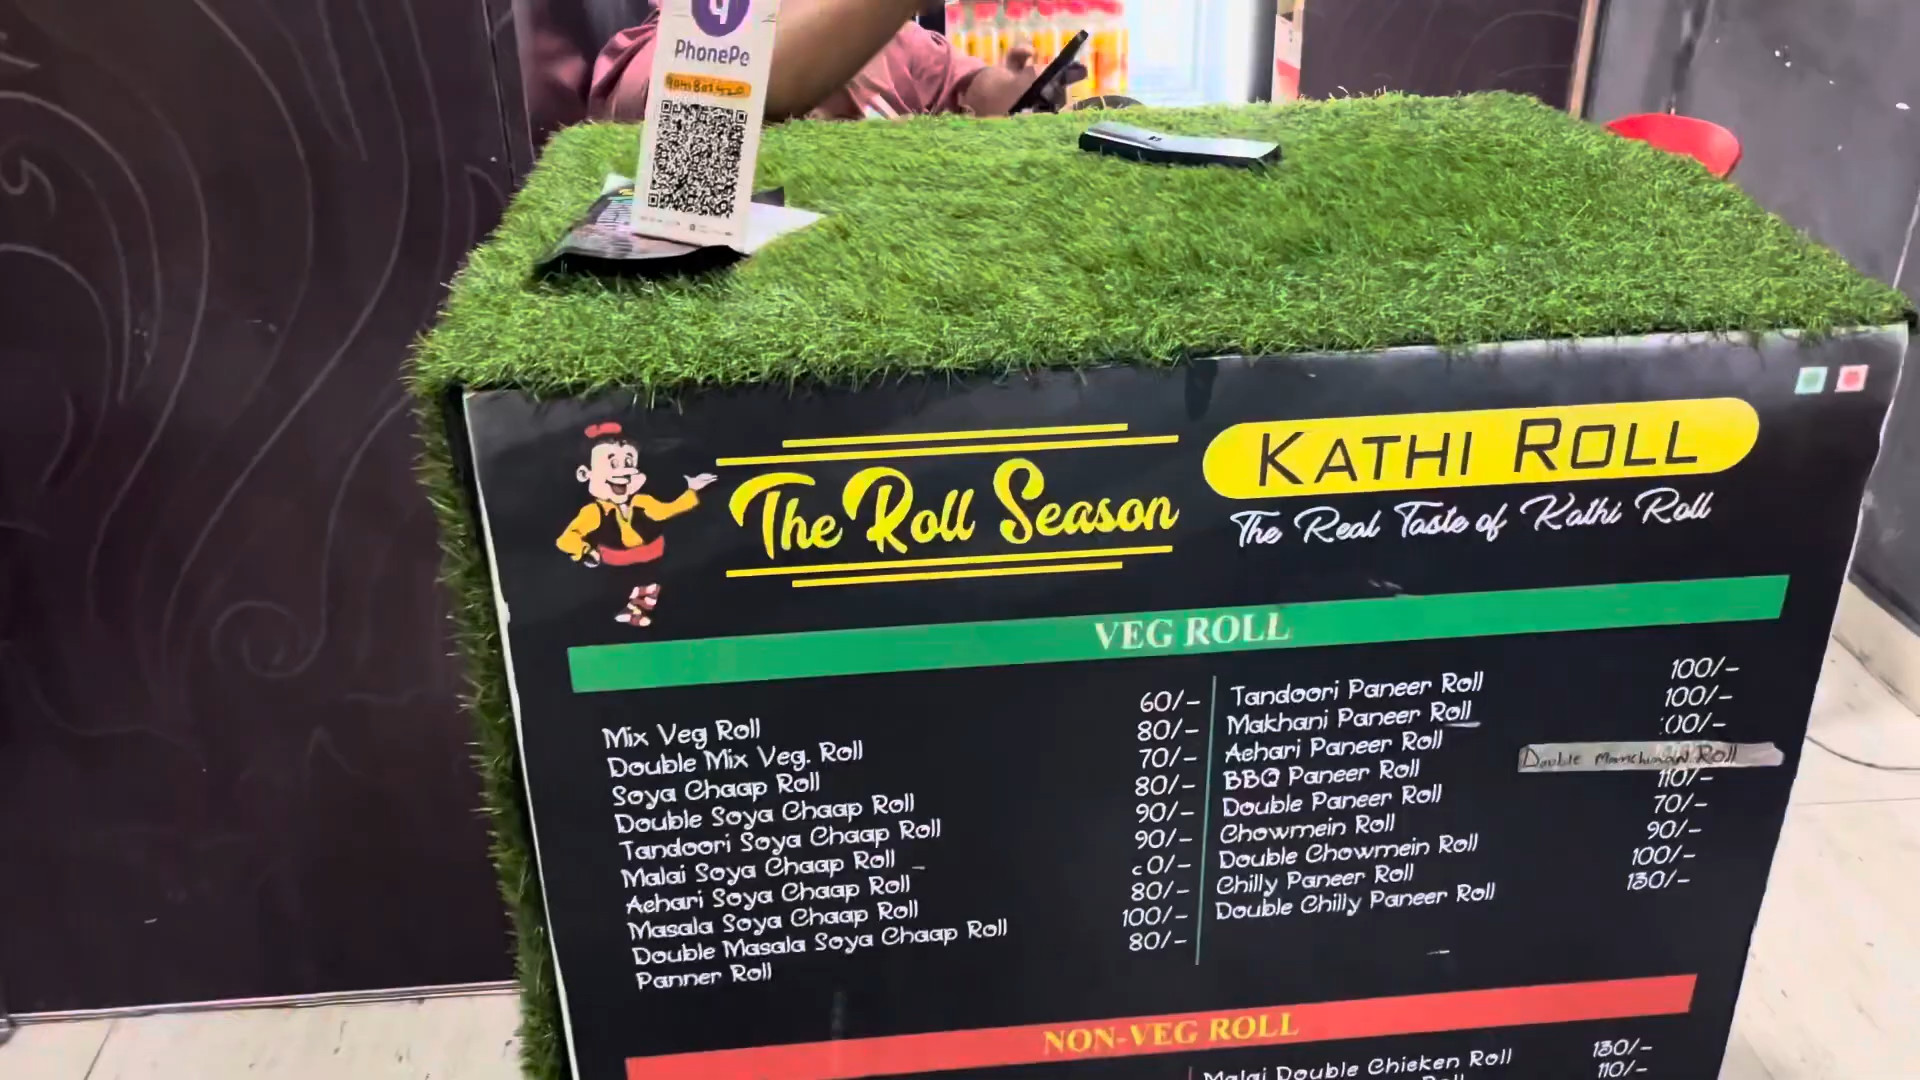 PhonePe
The Roll Season
KATHI ROLL
The Real Taste of Kathi Roll
VEG ROLL
Mix Veg Roll 60/-
Double Mix Veg. Roll 80/-
Soya Chaap Roll 70/-
Double Soya Chaap Roll 80/-
Tandoori Soya Chaap Roll 90/-
Malai Soya Chaap Roll 90/-
Achari Soya Chaap Roll
Masala Soya Chaap Roll 80/-
Double Masala Soya Chaap Roll 100/-
Panner Roll 80/-
Tandoori Paneer Roll 100/-
Makhani Paneer Roll 100/-
Achari Paneer Roll
BBQ Paneer Roll
Double Manchurian Roll
Double Paneer Roll 110/-
Chowmein Roll 70/-
Double Chowmein Roll 90/-
Chilly Paneer Roll 100/-
Double Chilly Paneer Roll 130/-
NON-VEG ROLL
Malai Double Chicken Roll 130/-
Roll 110/-